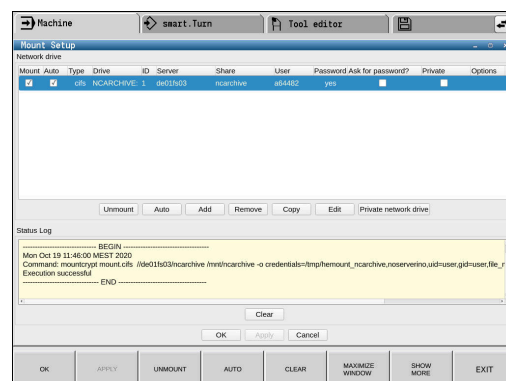 Machine
smart.Turn
Tool editor
Mount Setup
Network drive
Mount Auto Type Drive ID Server Share User Password Ask for password? Private Options
cifs NCARCHIVE: 1 de01fs03 ncarchive a64482 yes
Unmount Auto Add Remove Copy Edit Private network drive
Status Log
------------------------------ BEGIN -----------------------------------
Mon Oct 19 11:46:00 MEST 2020
Command: mountcrypt mount.cifs //de01fs03/ncarchive /mnt/ncarchive -o credentials=/tmp/hemount_ncarchive,noserverino,uid=user,gid=user,file_r
Execution successful
------------------------------- END ------------------------------------
Clear
OK Apply Cancel
OK APPLY UNMOUNT AUTO CLEAR MAXIMIZE WINDOW SHOW MORE EXIT